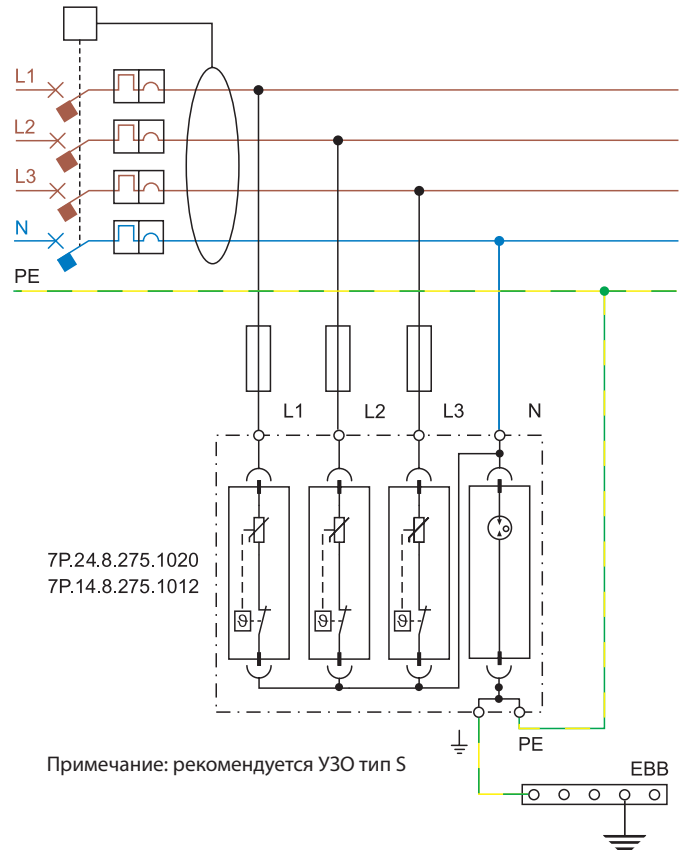 L1
L2
L3
N
PE
L1 L2 L3 N
7P.24.8.275.1020
7P.14.8.275.1012
ϑ ϑ ϑ
PE
Примечание: рекомендуется УЗО тип S
EBB